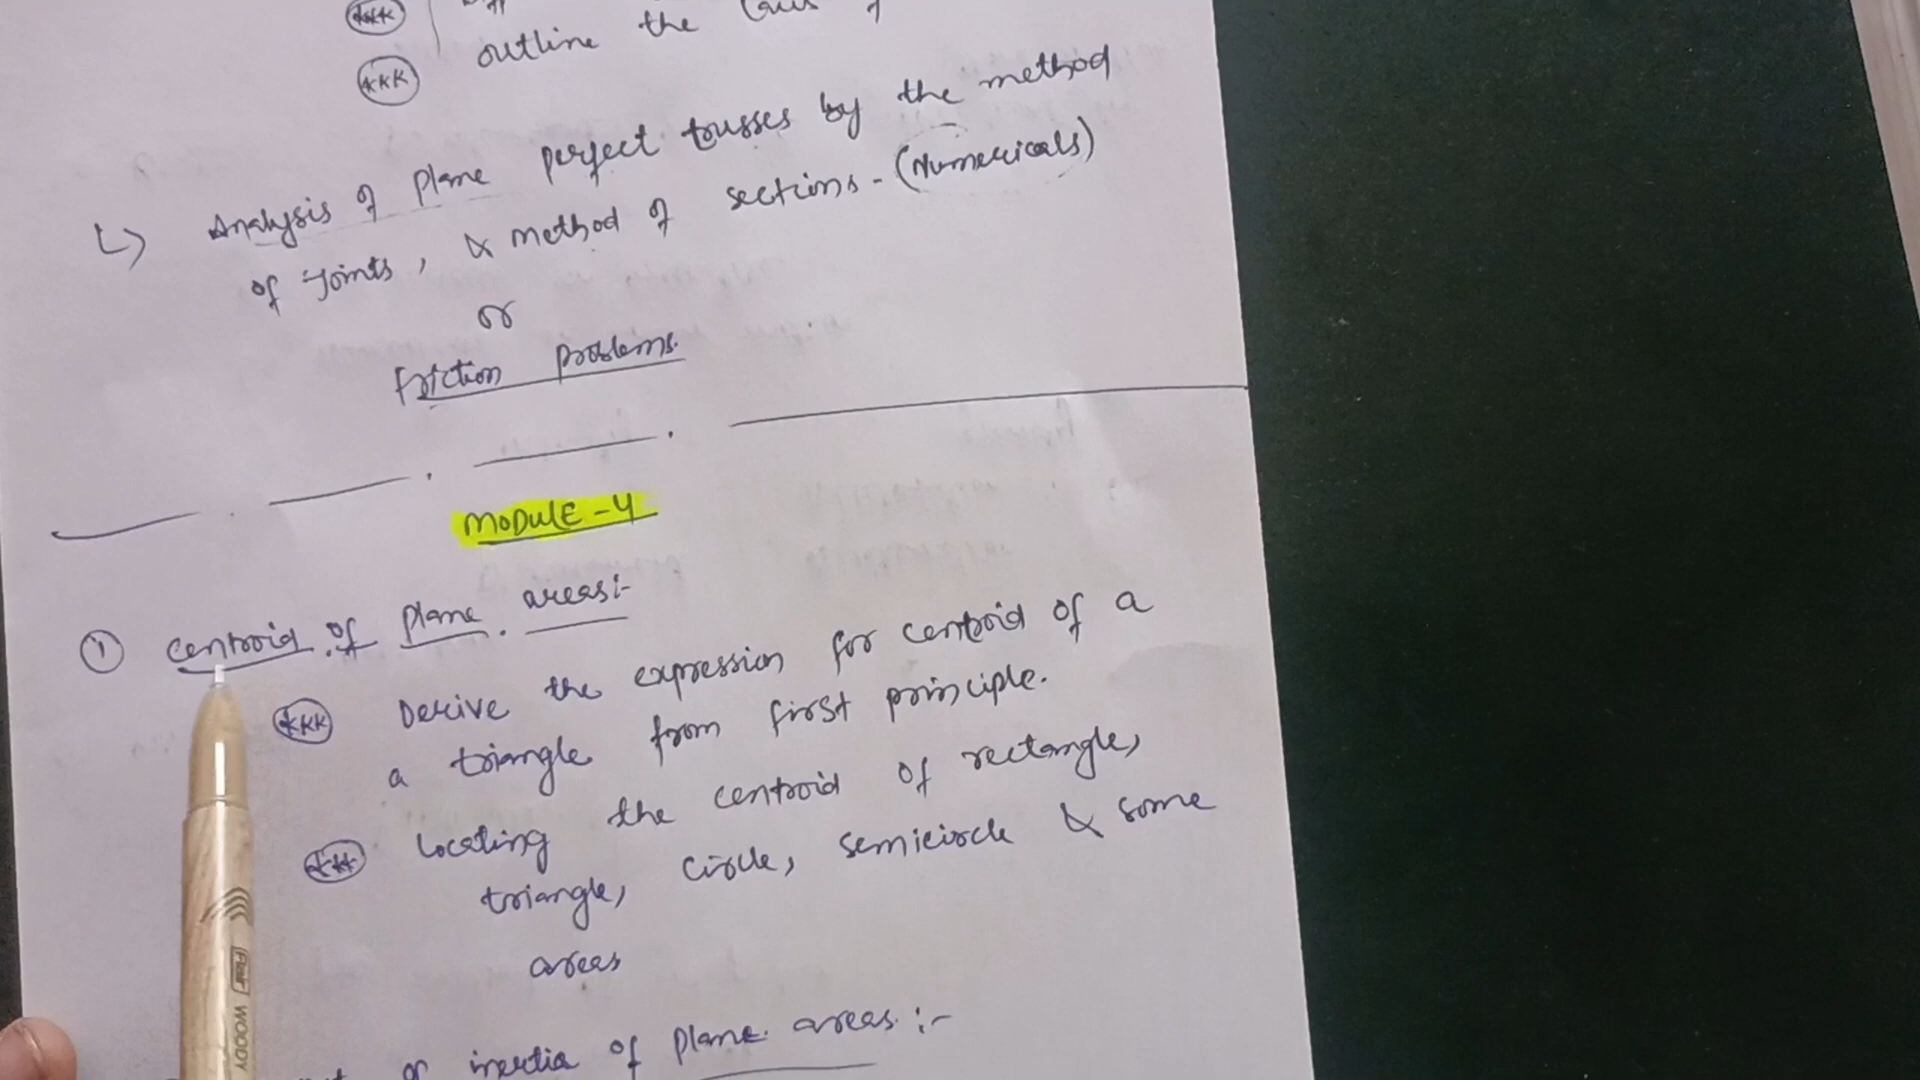 ***
*** outline the
↳ Analysis of plane perfect trusses by the method
of Joints, & method of sections - (Numericals)
or
friction problems.
MODULE - 4
① centroid of plane areas:-
*** Derive the expression for centroid of a
a triangle from first principle.
*** Locating the centroid of rectangle,
triangle, circle, semicircle & some
areas
inertia of plane areas :-
Flair WOODY